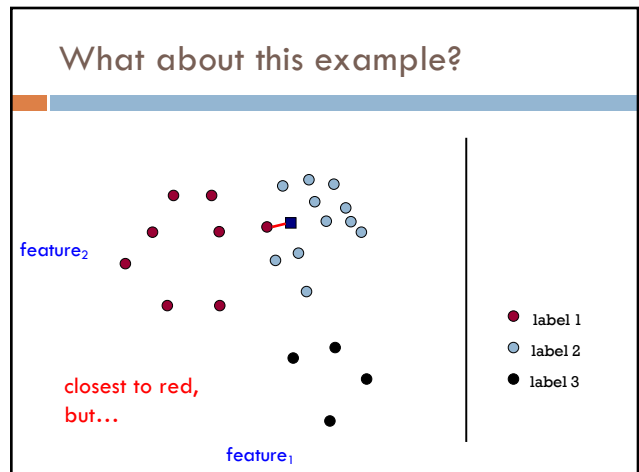 What about this example?
feature₂
label 1
label 2
label 3
closest to red,
but…
feature₁